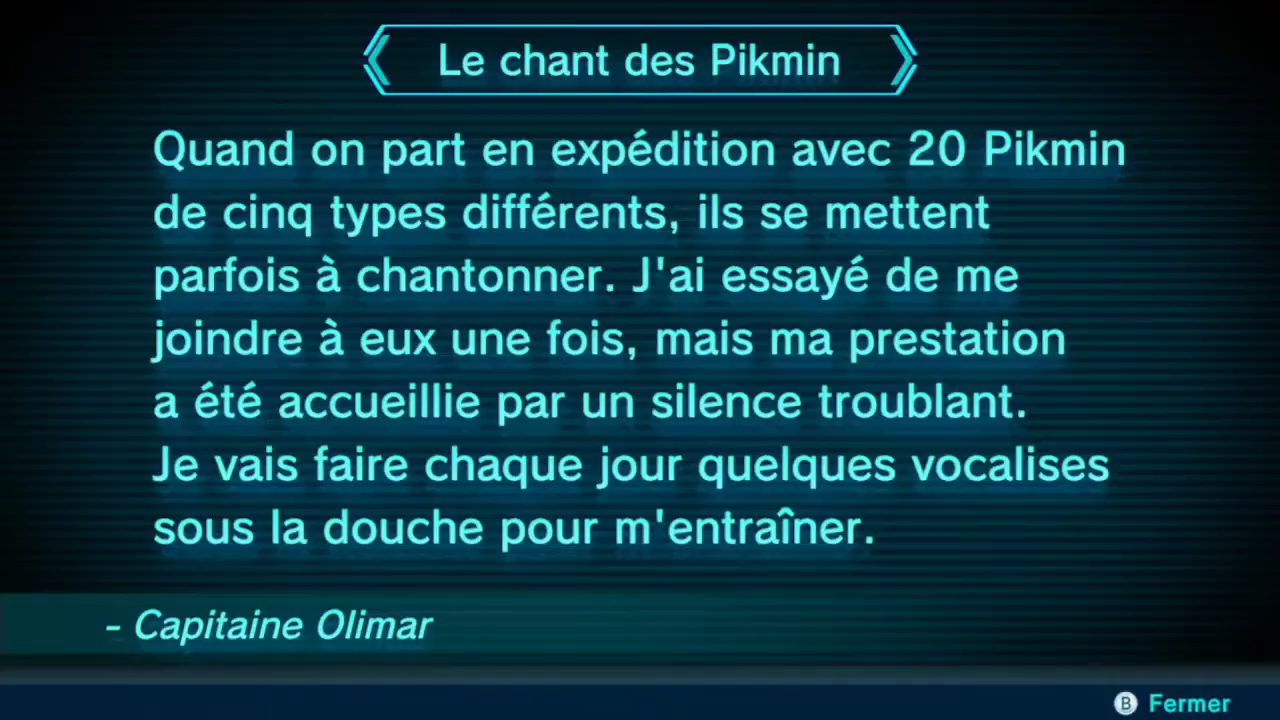 Le chant des Pikmin
Quand on part en expédition avec 20 Pikmin
de cinq types différents, ils se mettent
parfois à chantonner. J'ai essayé de me
joindre à eux une fois, mais ma prestation
a été accueillie par un silence troublant.
Je vais faire chaque jour quelques vocalises
sous la douche pour m'entraîner.
- Capitaine Olimar
B Fermer